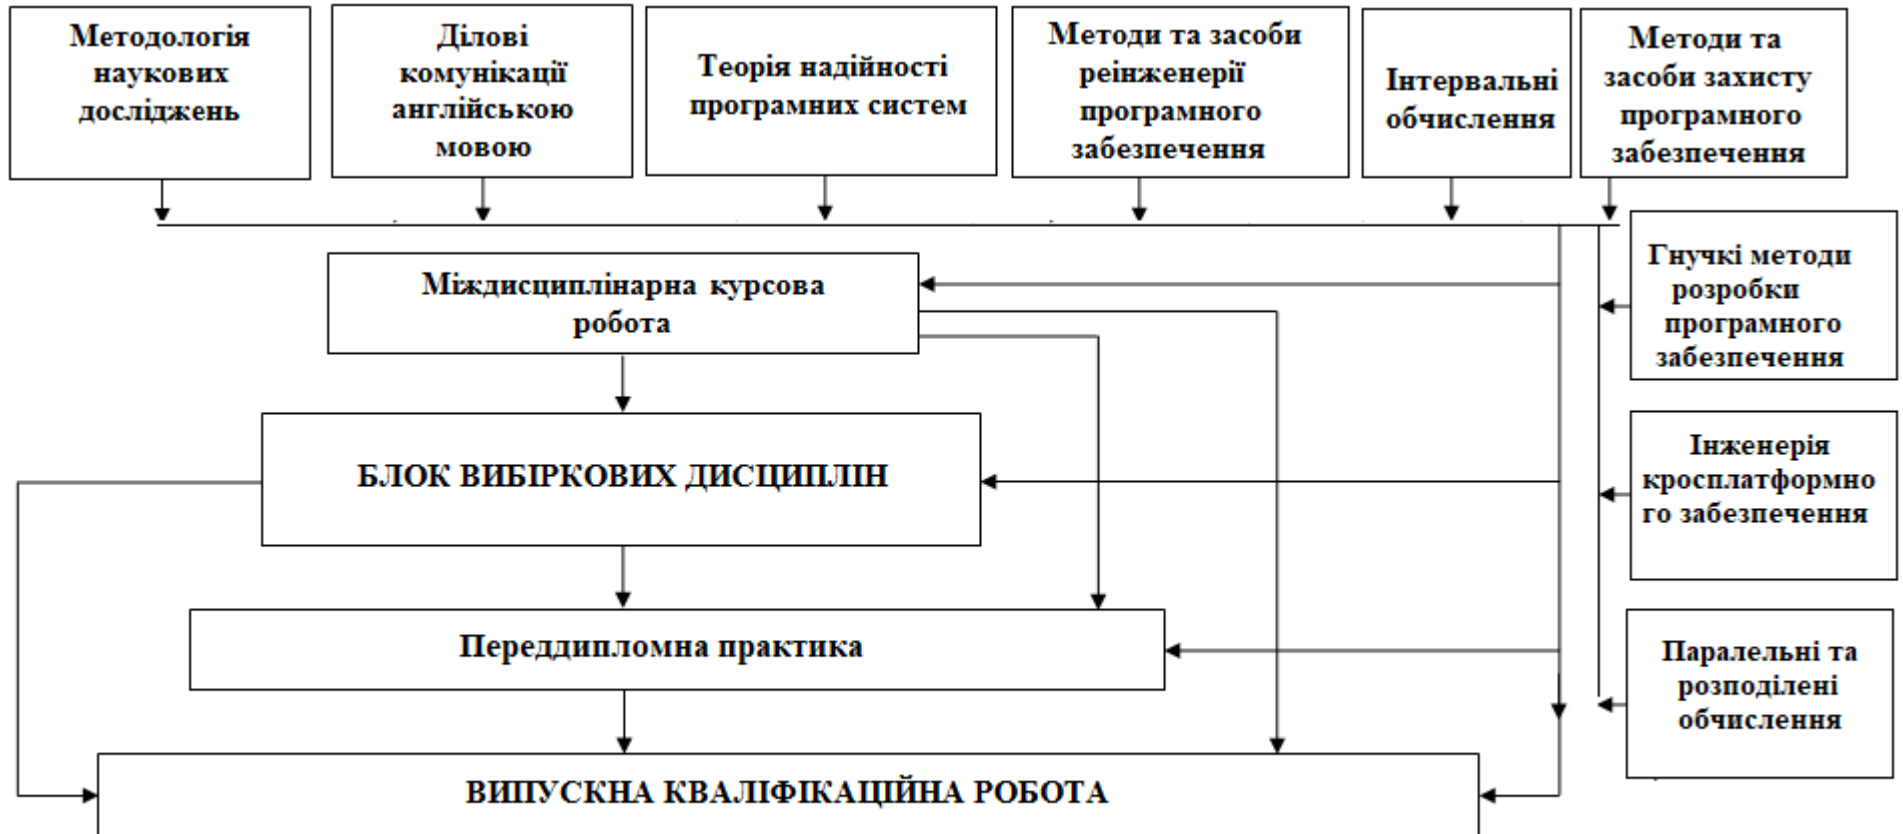 Методологія
наукових
досліджень
Ділові
комунікації
англійською
мовою
Теорія надійності
програмних систем
Методи та засоби
реінженерії
програмного
забезпечення
Інтервальні
обчислення
Методи та
засоби захисту
програмного
забезпечення
Гнучкі методи
розробки
програмного
забезпечення
Міждисциплінарна курсова
робота
БЛОК ВИБІРКОВИХ ДИСЦИПЛІН
Інженерія
кросплатформно
го забезпечення
Переддипломна практика
Паралельні та
розподілені
обчислення
ВИПУСКНА КВАЛІФІКАЦІЙНА РОБОТА